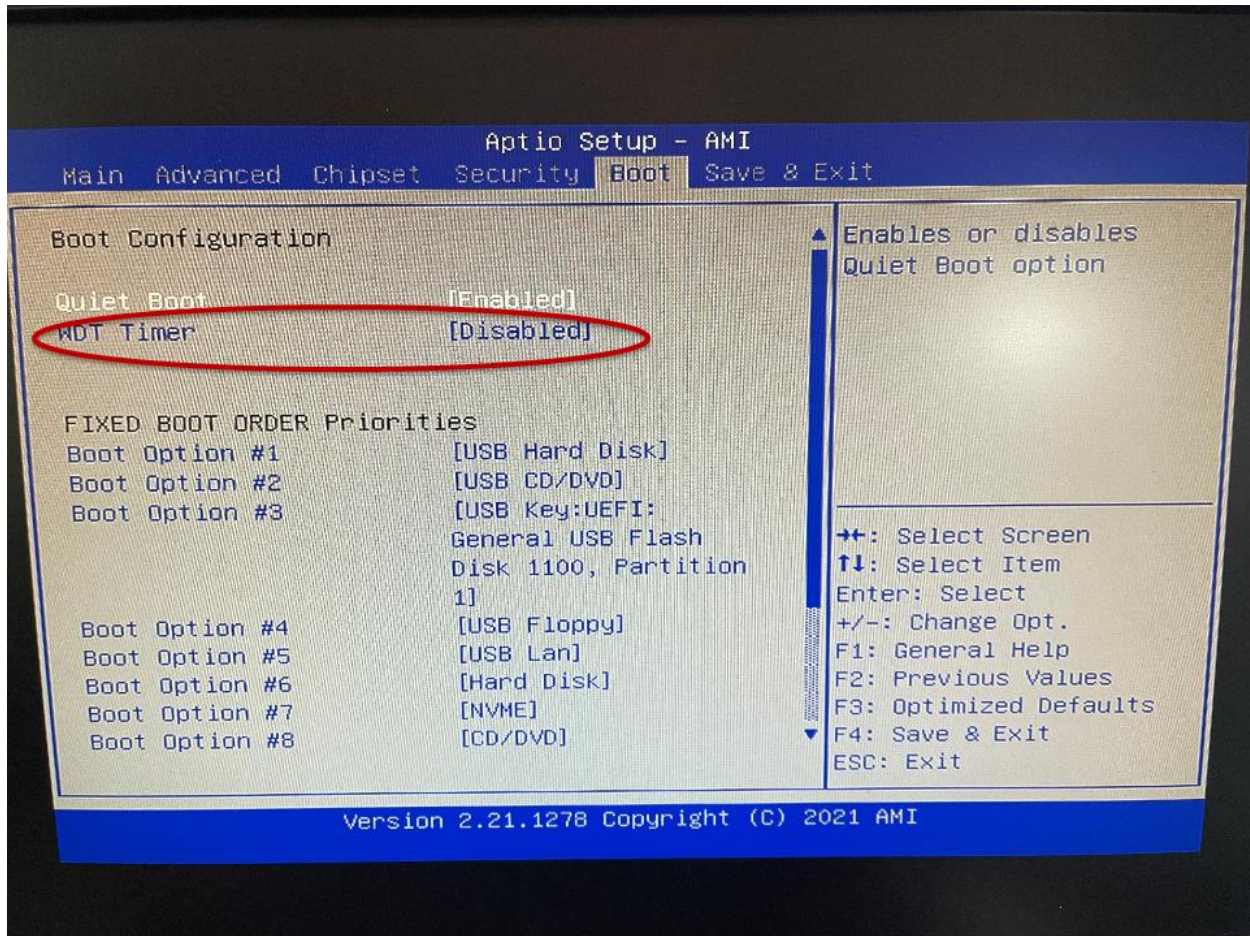 Aptio Setup – AMI
Main Advanced Chipset Security Boot Save & Exit
Boot Configuration
Quiet Boot [Enabled]
WDT Timer [Disabled]
FIXED BOOT ORDER Priorities
Boot Option #1 [USB Hard Disk]
Boot Option #2 [USB CD/DVD]
Boot Option #3 [USB Key:UEFI:
General USB Flash
Disk 1100, Partition
1]
Boot Option #4 [USB Floppy]
Boot Option #5 [USB Lan]
Boot Option #6 [Hard Disk]
Boot Option #7 [NVME]
Boot Option #8 [CD/DVD]
Enables or disables
Quiet Boot option
→←: Select Screen
↑↓: Select Item
Enter: Select
+/-: Change Opt.
F1: General Help
F2: Previous Values
F3: Optimized Defaults
F4: Save & Exit
ESC: Exit
Version 2.21.1278 Copyright (C) 2021 AMI